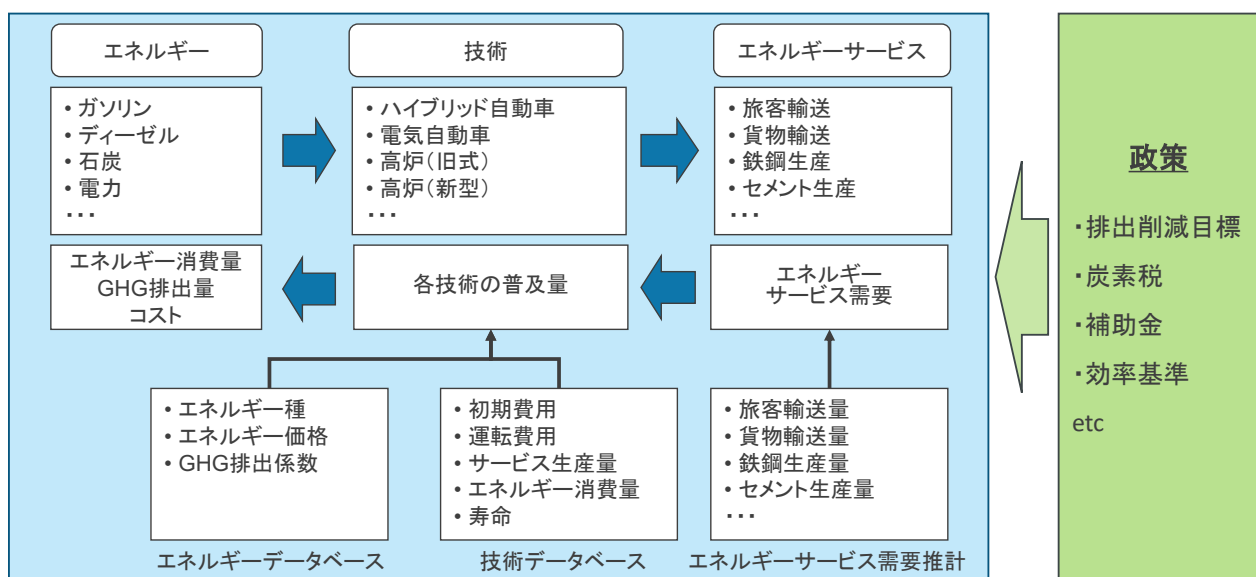 エネルギー
技術
エネルギーサービス
• ガソリン
• ディーゼル
• 石炭
• 電力
• ・・・
• ハイブリッド自動車
• 電気自動車
• 高炉(旧式)
• 高炉(新型)
• ・・・
• 旅客輸送
• 貨物輸送
• 鉄鋼生産
• セメント生産
• ・・・
エネルギー消費量
GHG排出量
コスト
各技術の普及量
エネルギー
サービス需要
• エネルギー種
• エネルギー価格
• GHG排出係数
• 初期費用
• 運転費用
• サービス生産量
• エネルギー消費量
• 寿命
• 旅客輸送量
• 貨物輸送量
• 鉄鋼生産量
• セメント生産量
• ・・・
エネルギーデータベース
技術データベース
エネルギーサービス需要推計
政策
・排出削減目標
・炭素税
・補助金
・効率基準
etc